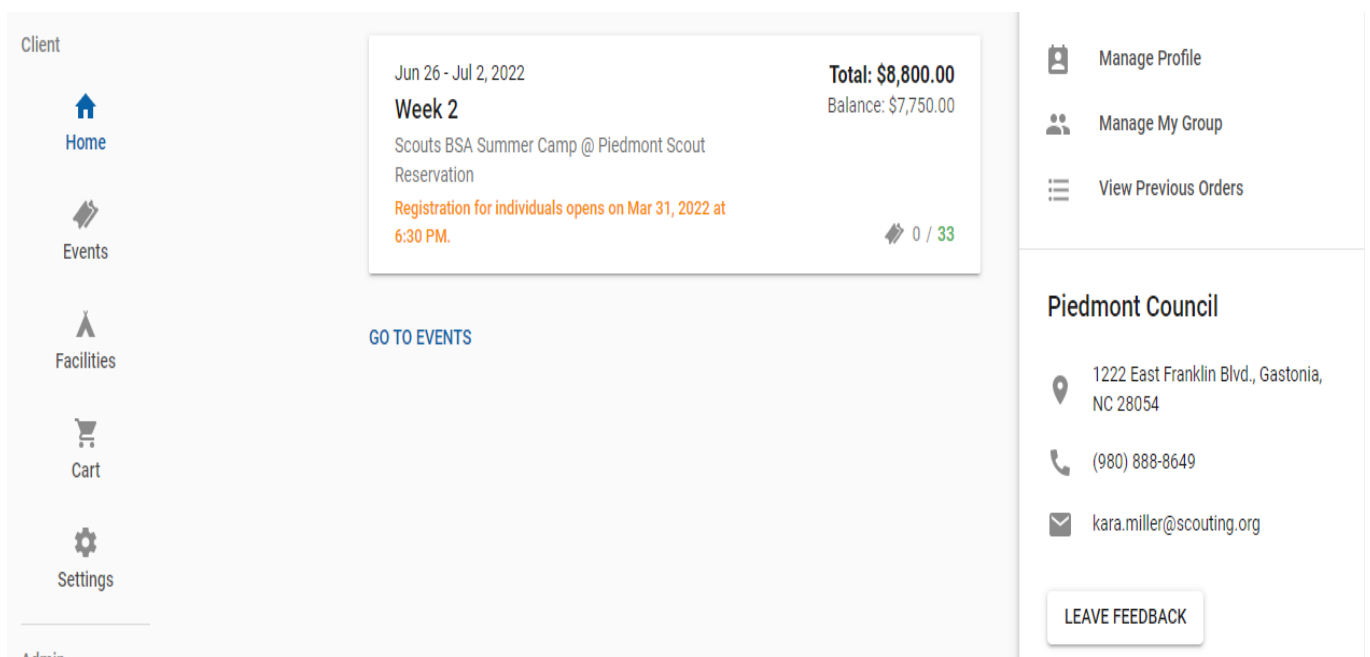 Client
Home
Events
Facilities
Cart
Settings
Admin
Jun 26 - Jul 2, 2022
Total: $8,800.00
Week 2
Balance: $7,750.00
Scouts BSA Summer Camp @ Piedmont Scout
Reservation
Registration for individuals opens on Mar 31, 2022 at
6:30 PM.
0 / 33
GO TO EVENTS
Manage Profile
Manage My Group
View Previous Orders
Piedmont Council
1222 East Franklin Blvd., Gastonia,
NC 28054
(980) 888-8649
kara.miller@scouting.org
LEAVE FEEDBACK